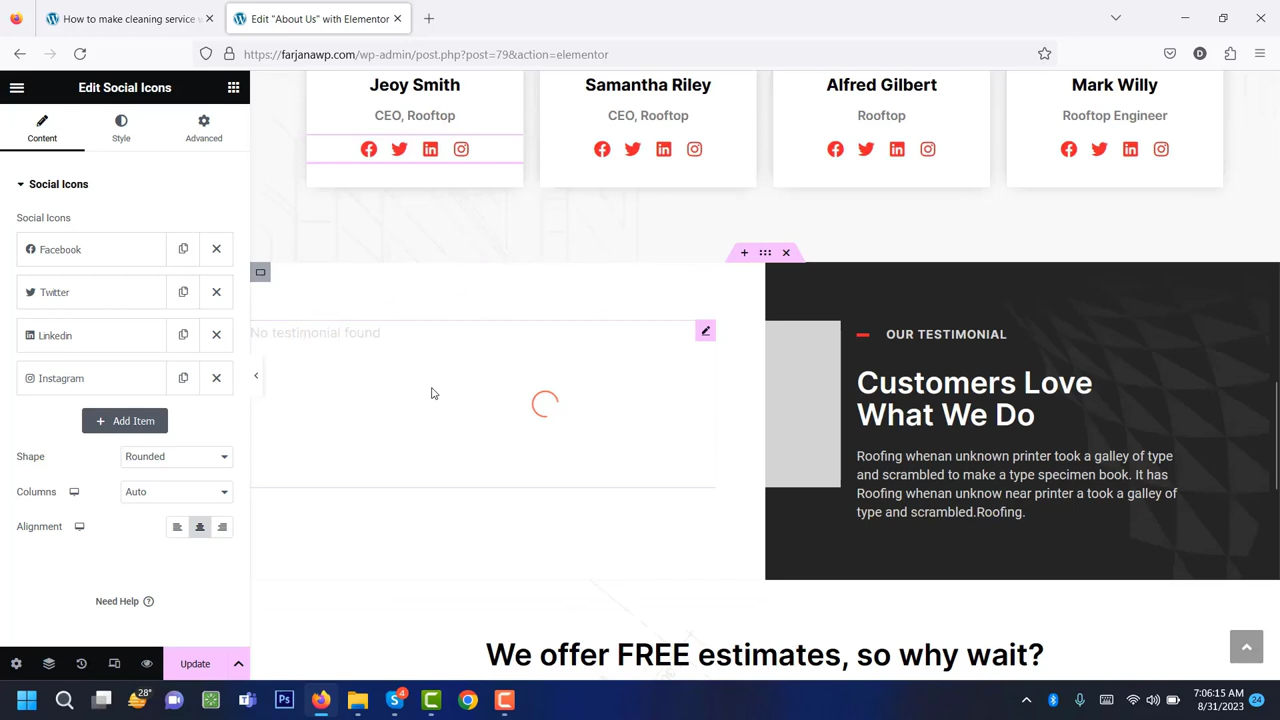 How to make cleaning service w
Edit "About Us" with Elementor
https://farjanawp.com/wp-admin/post.php?post=79&action=elementor
Edit Social Icons
Content
Style
Advanced
Social Icons
Social Icons
Facebook
Twitter
Linkedin
Instagram
Add Item
Shape
Rounded
Columns
Auto
Alignment
Need Help
Update
Jeoy Smith
CEO, Rooftop
Samantha Riley
CEO, Rooftop
Alfred Gilbert
Rooftop
Mark Willy
Rooftop Engineer
No testimonial found
OUR TESTIMONIAL
Customers Love
What We Do
Roofing whenan unknown printer took a galley of type
and scrambled to make a type specimen book. It has
Roofing whenan unknow near printer a took a galley of
type and scrambled.Roofing.
We offer FREE estimates, so why wait?
28°
Ps
4
7:06:15 AM
8/31/2023
24